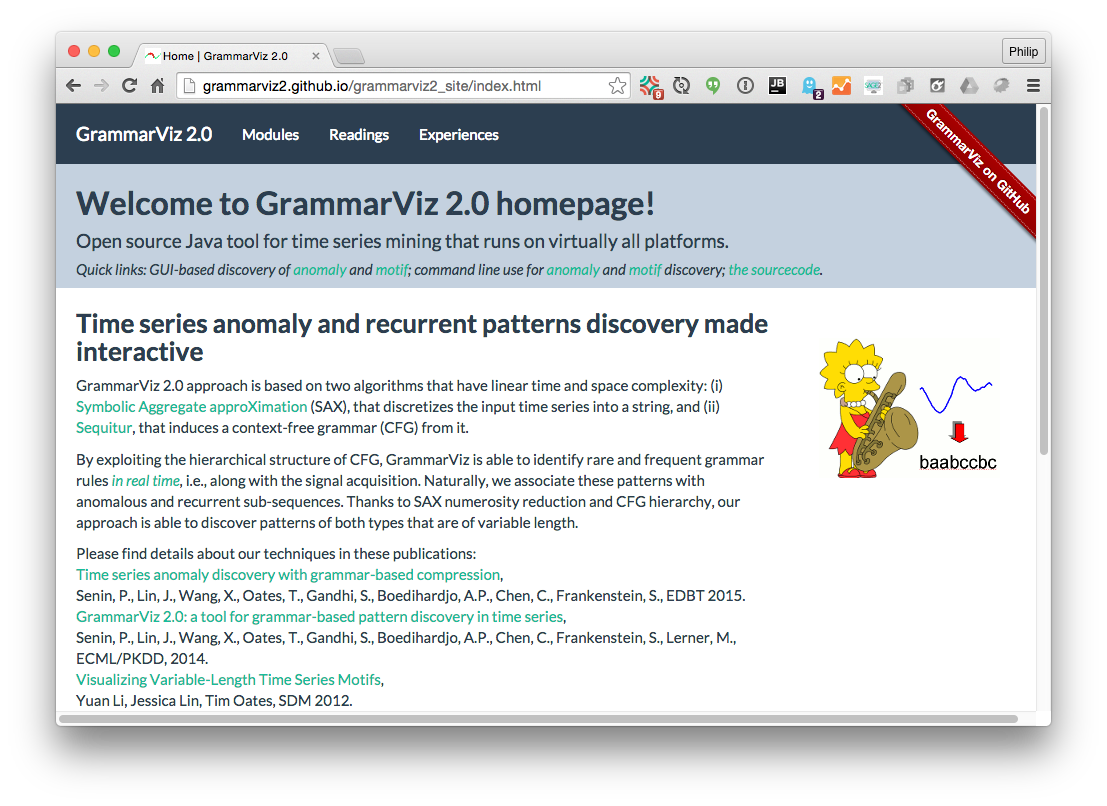 Home | GrammarViz 2.0
Philip
grammarviz2.github.io/grammarviz2_site/index.html
9
JB
2
SAGE2
GrammarViz 2.0 Modules Readings Experiences
GrammarViz on GitHub
Welcome to GrammarViz 2.0 homepage!
Open source Java tool for time series mining that runs on virtually all platforms.
Quick links: GUI-based discovery of anomaly and motif; command line use for anomaly and motif discovery; the sourcecode.
Time series anomaly and recurrent patterns discovery made
interactive
GrammarViz 2.0 approach is based on two algorithms that have linear time and space complexity: (i)
Symbolic Aggregate approXimation (SAX), that discretizes the input time series into a string, and (ii)
Sequitur, that induces a context-free grammar (CFG) from it.
baabccbc
By exploiting the hierarchical structure of CFG, GrammarViz is able to identify rare and frequent grammar
rules in real time, i.e., along with the signal acquisition. Naturally, we associate these patterns with
anomalous and recurrent sub-sequences. Thanks to SAX numerosity reduction and CFG hierarchy, our
approach is able to discover patterns of both types that are of variable length.
Please find details about our techniques in these publications:
Time series anomaly discovery with grammar-based compression,
Senin, P., Lin, J., Wang, X., Oates, T., Gandhi, S., Boedihardjo, A.P., Chen, C., Frankenstein, S., EDBT 2015.
GrammarViz 2.0: a tool for grammar-based pattern discovery in time series,
Senin, P., Lin, J., Wang, X., Oates, T., Gandhi, S., Boedihardjo, A.P., Chen, C., Frankenstein, S., Lerner, M.,
ECML/PKDD, 2014.
Visualizing Variable-Length Time Series Motifs,
Yuan Li, Jessica Lin, Tim Oates, SDM 2012.